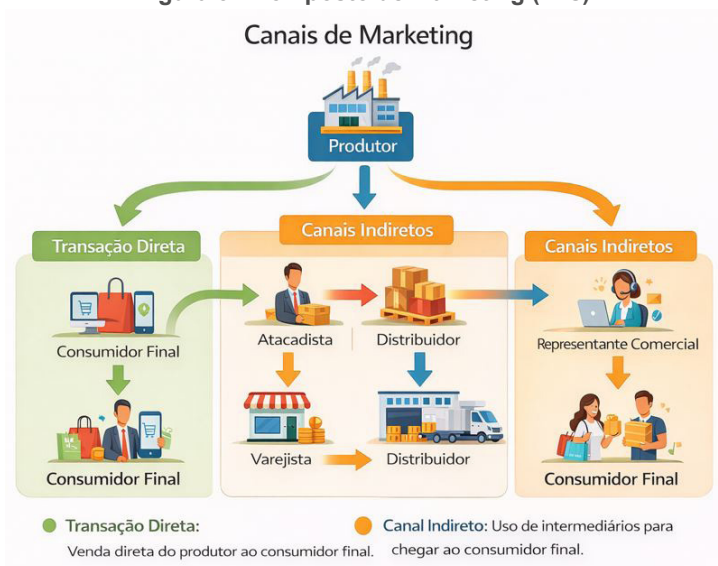 Canais de Marketing
Produtor
Transação Direta
Canais Indiretos
Canais Indiretos
Consumidor Final
Atacadista
Distribuidor
Representante Comercial
Consumidor Final
Varejista
Distribuidor
Consumidor Final
Transação Direta:
Venda direta do produtor ao consumidor final.
Canal Indireto: Uso de intermediários para
chegar ao consumidor final.